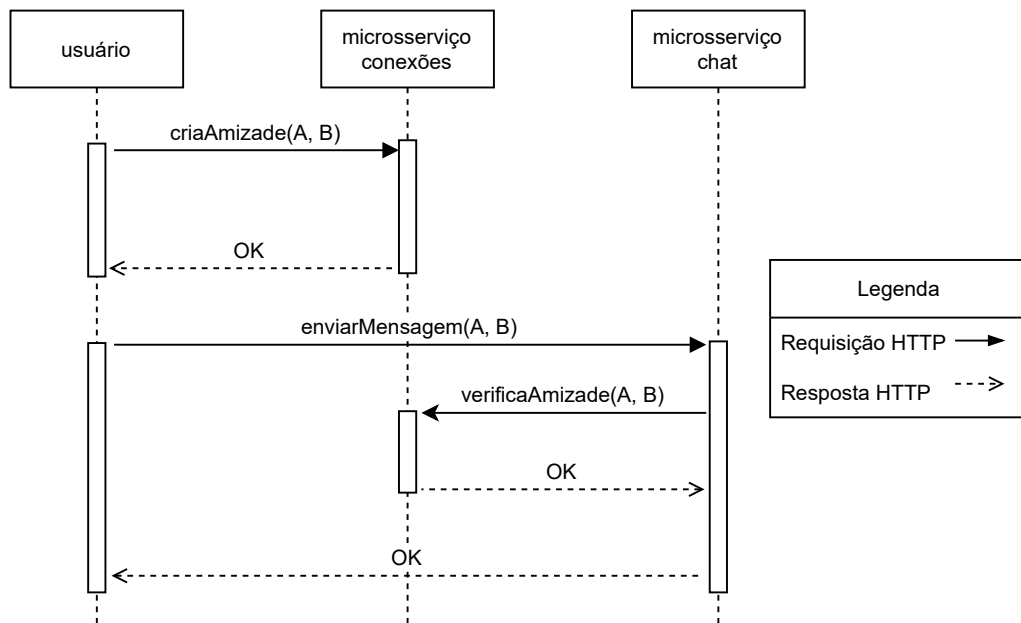 usuário
microsserviço
conexões
microsserviço
chat
criaAmizade(A, B)
OK
enviarMensagem(A, B)
verificaAmizade(A, B)
OK
OK
Legenda
Requisição HTTP
Resposta HTTP